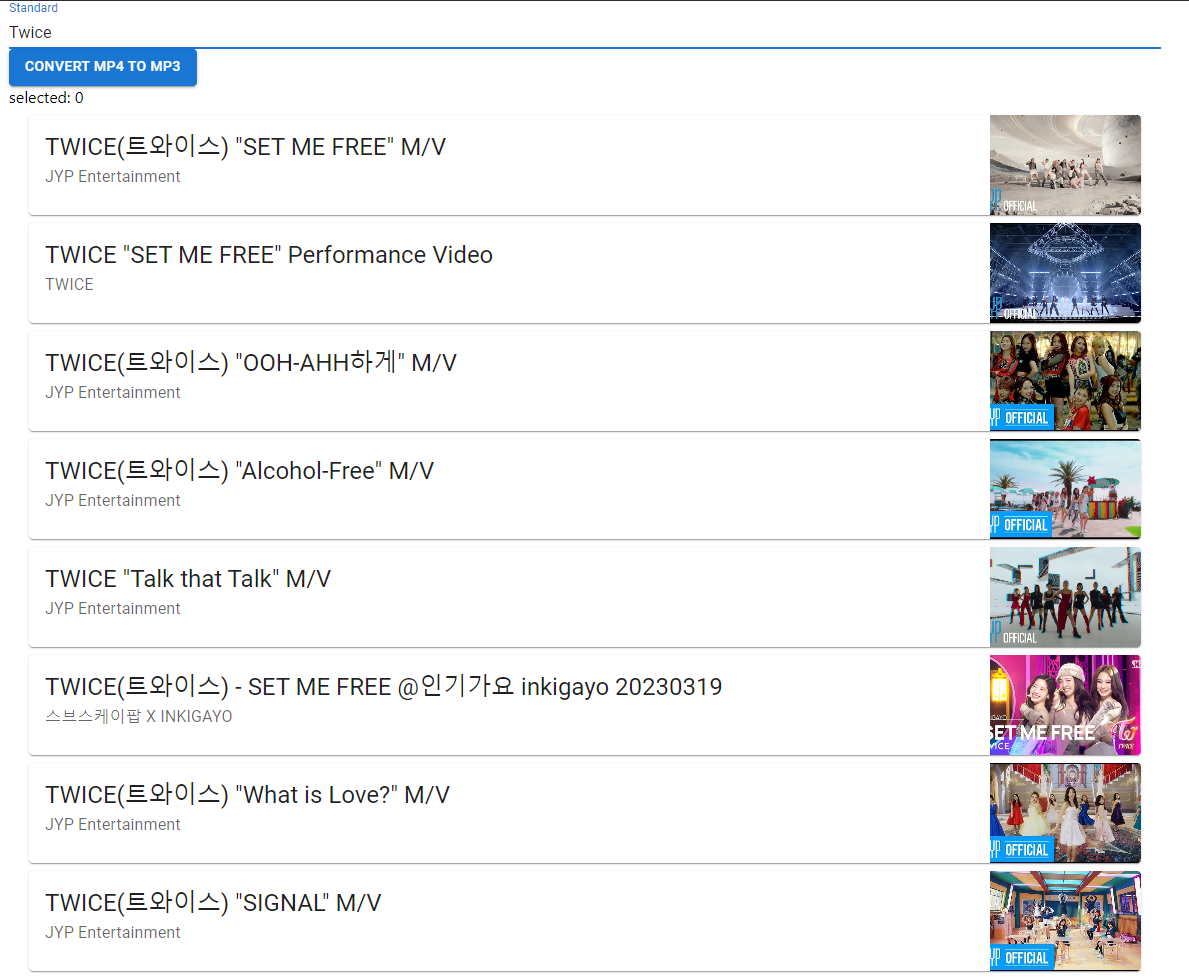 Standard
Twice
CONVERT MP4 TO MP3
selected: 0
TWICE(트와이스) "SET ME FREE" M/V
JYP Entertainment
OFFICIAL
TWICE "SET ME FREE" Performance Video
TWICE
OFFICIAL
TWICE(트와이스) "OOH-AHH하게" M/V
JYP Entertainment
OFFICIAL
TWICE(트와이스) "Alcohol-Free" M/V
JYP Entertainment
OFFICIAL
TWICE "Talk that Talk" M/V
JYP Entertainment
OFFICIAL
TWICE(트와이스) - SET ME FREE @인기가요 inkigayo 20230319
스브스케이팝 X INKIGAYO
SET ME FREE
TWICE(트와이스) "What is Love?" M/V
JYP Entertainment
OFFICIAL
TWICE(트와이스) "SIGNAL" M/V
JYP Entertainment
OFFICIAL